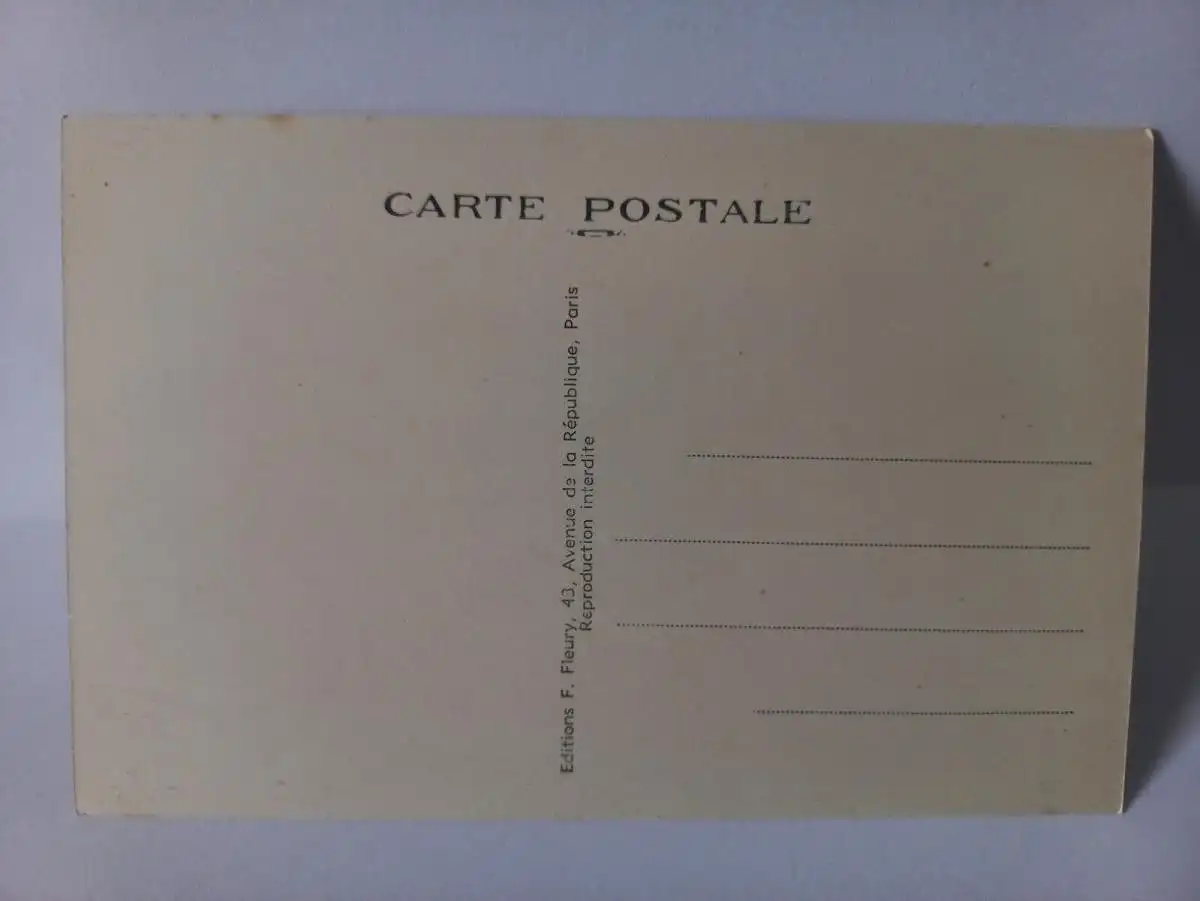 CARTE POSTALE
Editions F. Fleury, 43, Avenue de la République, Paris
Reproduction interdite